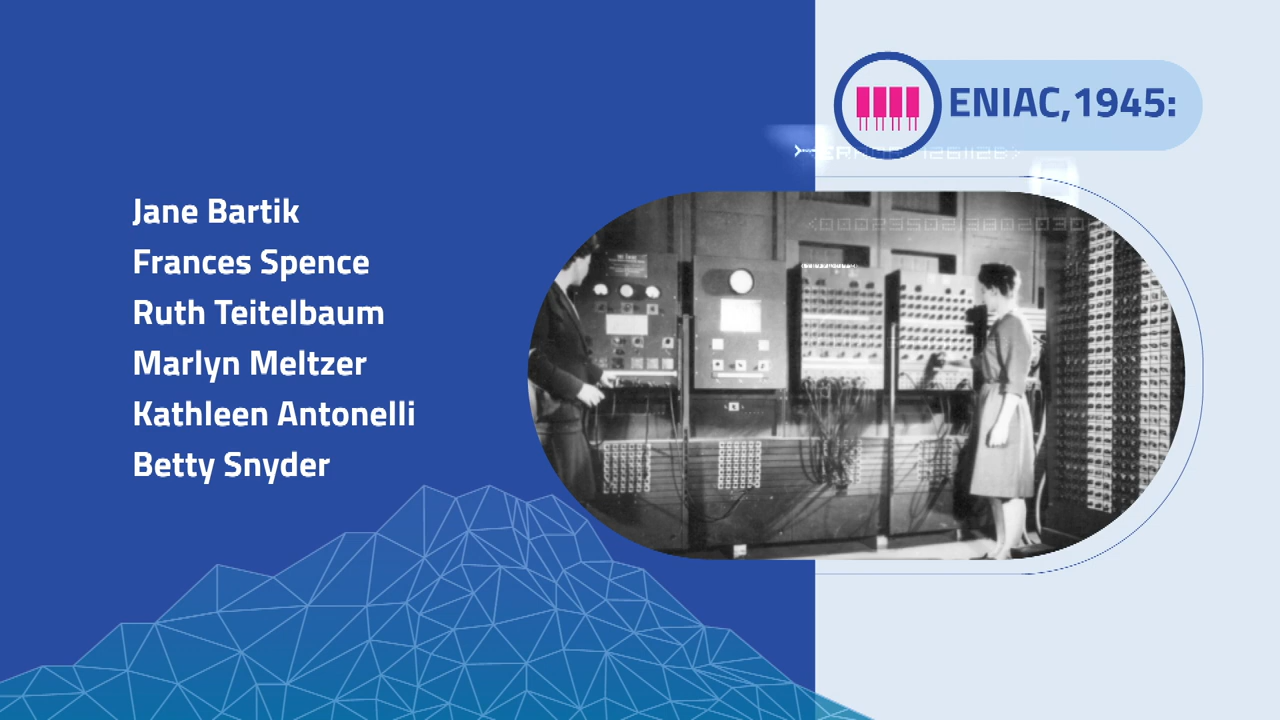 ENIAC,1945:
Jane Bartik
Frances Spence
Ruth Teitelbaum
Marlyn Meltzer
Kathleen Antonelli
Betty Snyder